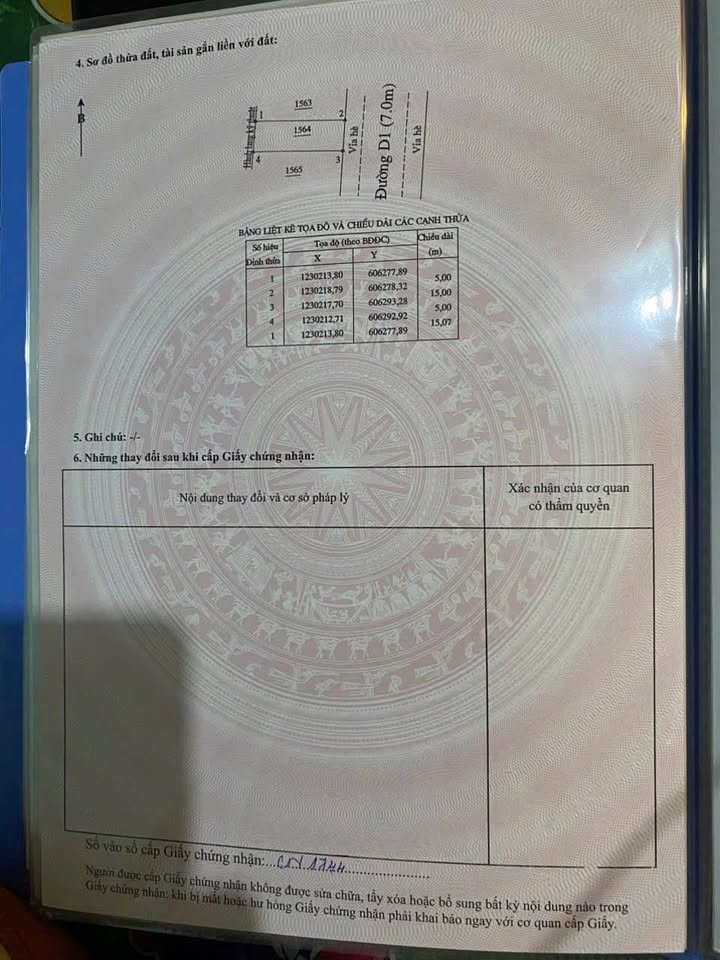 4. Sơ đồ thửa đất, tài sản gắn liền với đất:
B
1563
1
2
1564
4
3
1565
Hành lang kỹ thuật
Vỉa hè
Đường D1 (7.0m)
Vỉa hè
BẢNG LIỆT KÊ TỌA ĐỘ VÀ CHIỀU DÀI CÁC CẠNH THỬA
Số hiệu Đỉnh thửa Tọa độ (theo BĐĐC) Chiều dài (m)
X Y
1 1230213,80 606277,89
5,00
2 1230218,79 606278,32
15,00
3 1230217,70 606293,28
5,00
4 1230212,71 606292,92
15,07
1 1230213,80 606277,89
5. Ghi chú: -/-
6. Những thay đổi sau khi cấp Giấy chứng nhận:
Nội dung thay đổi và cơ sở pháp lý
Xác nhận của cơ quan
có thẩm quyền
Số vào sổ cấp Giấy chứng nhận:
Người được cấp Giấy chứng nhận không được sửa chữa, tẩy xóa hoặc bổ sung bất kỳ nội dung nào trong
Giấy chứng nhận; khi bị mất hoặc hư hỏng Giấy chứng nhận phải khai báo ngay với cơ quan cấp Giấy.